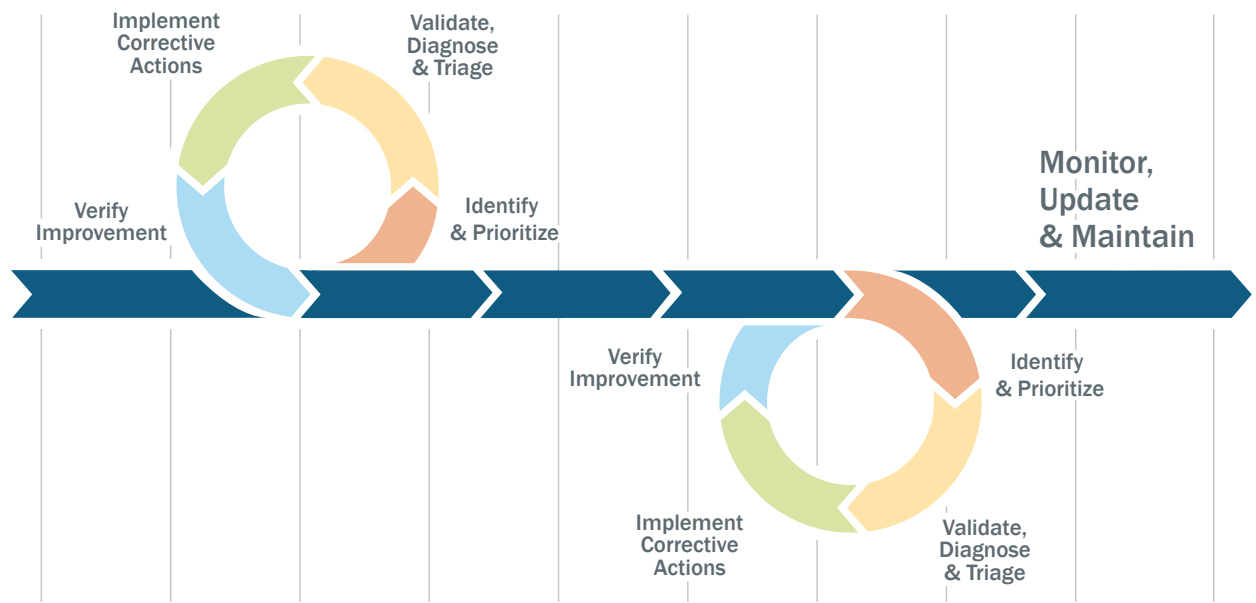 Implement
Corrective
Actions
Validate,
Diagnose
& Triage
Verify
Improvement
Identify
& Prioritize
Monitor,
Update
& Maintain
Verify
Improvement
Identify
& Prioritize
Implement
Corrective
Actions
Validate,
Diagnose
& Triage